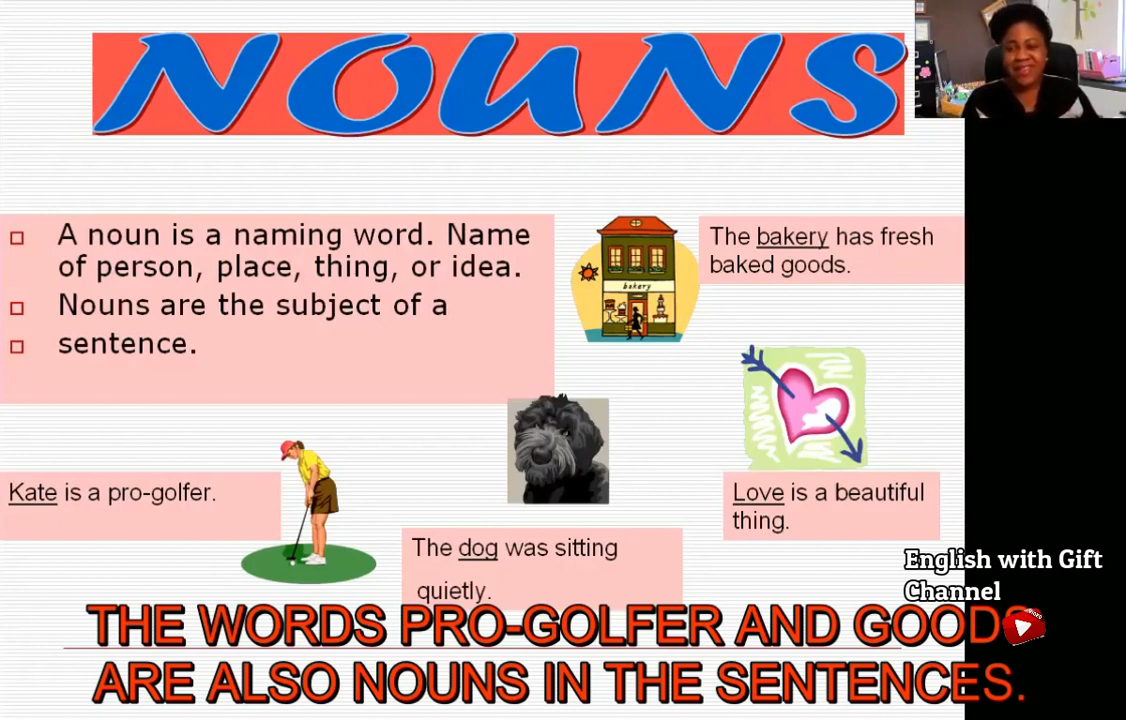 NOUNS
A noun is a naming word. Name
of person, place, thing, or idea.
Nouns are the subject of a
sentence.
bakery
The bakery has fresh
baked goods.
Kate is a pro-golfer.
The dog was sitting
quietly.
Love is a beautiful
thing.
English with Gift
Channel
THE WORDS PRO-GOLFER AND GOODS
ARE ALSO NOUNS IN THE SENTENCES.